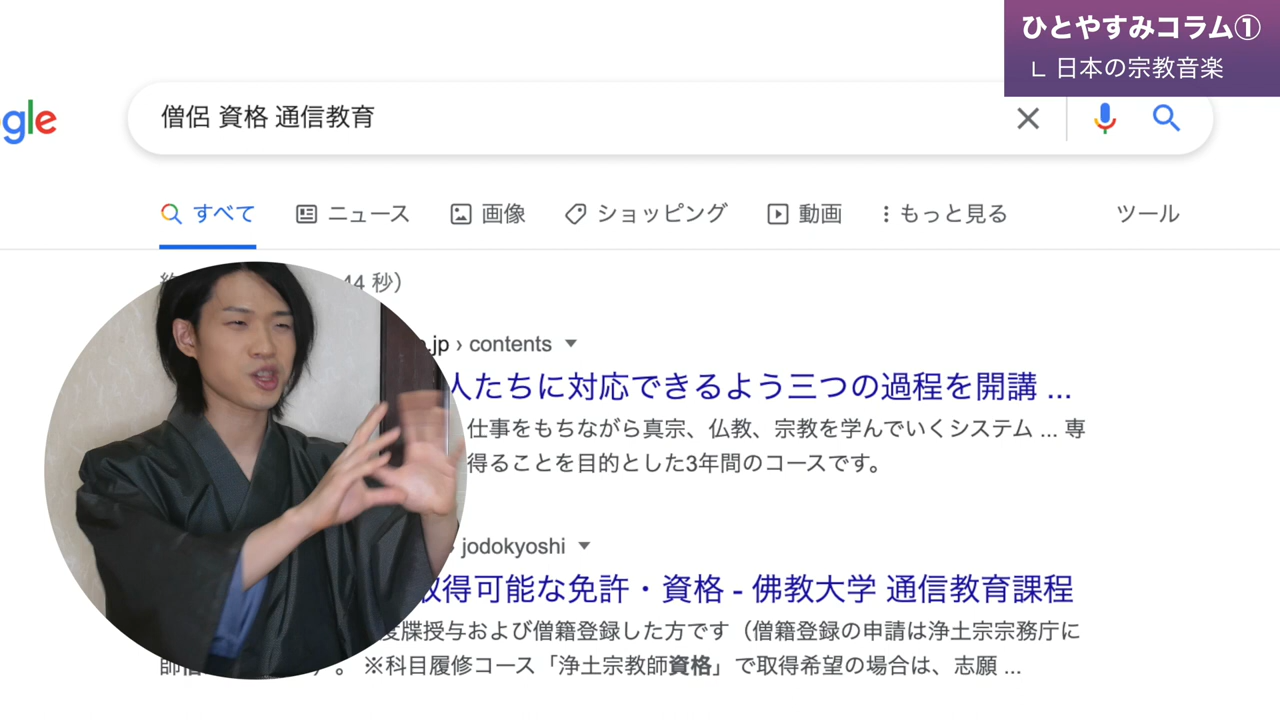 ひとやすみコラム①
∟ 日本の宗教音楽
gle
僧侶 資格 通信教育
すべて
ニュース
画像
ショッピング
動画
もっと見る
ツール
44 秒）
.jp › contents
人たちに対応できるよう三つの過程を開講 ...
仕事をもちながら真宗、仏教、宗教を学んでいくシステム ... 専
得ることを目的とした3年間のコースです。
jodokyoshi
取得可能な免許・資格 - 佛教大学 通信教育課程
度牒授与および僧籍登録した方です（僧籍登録の申請は浄土宗宗務庁に
）。 ※科目履修コース「浄土宗教師資格」で取得希望の場合は、志願 ...